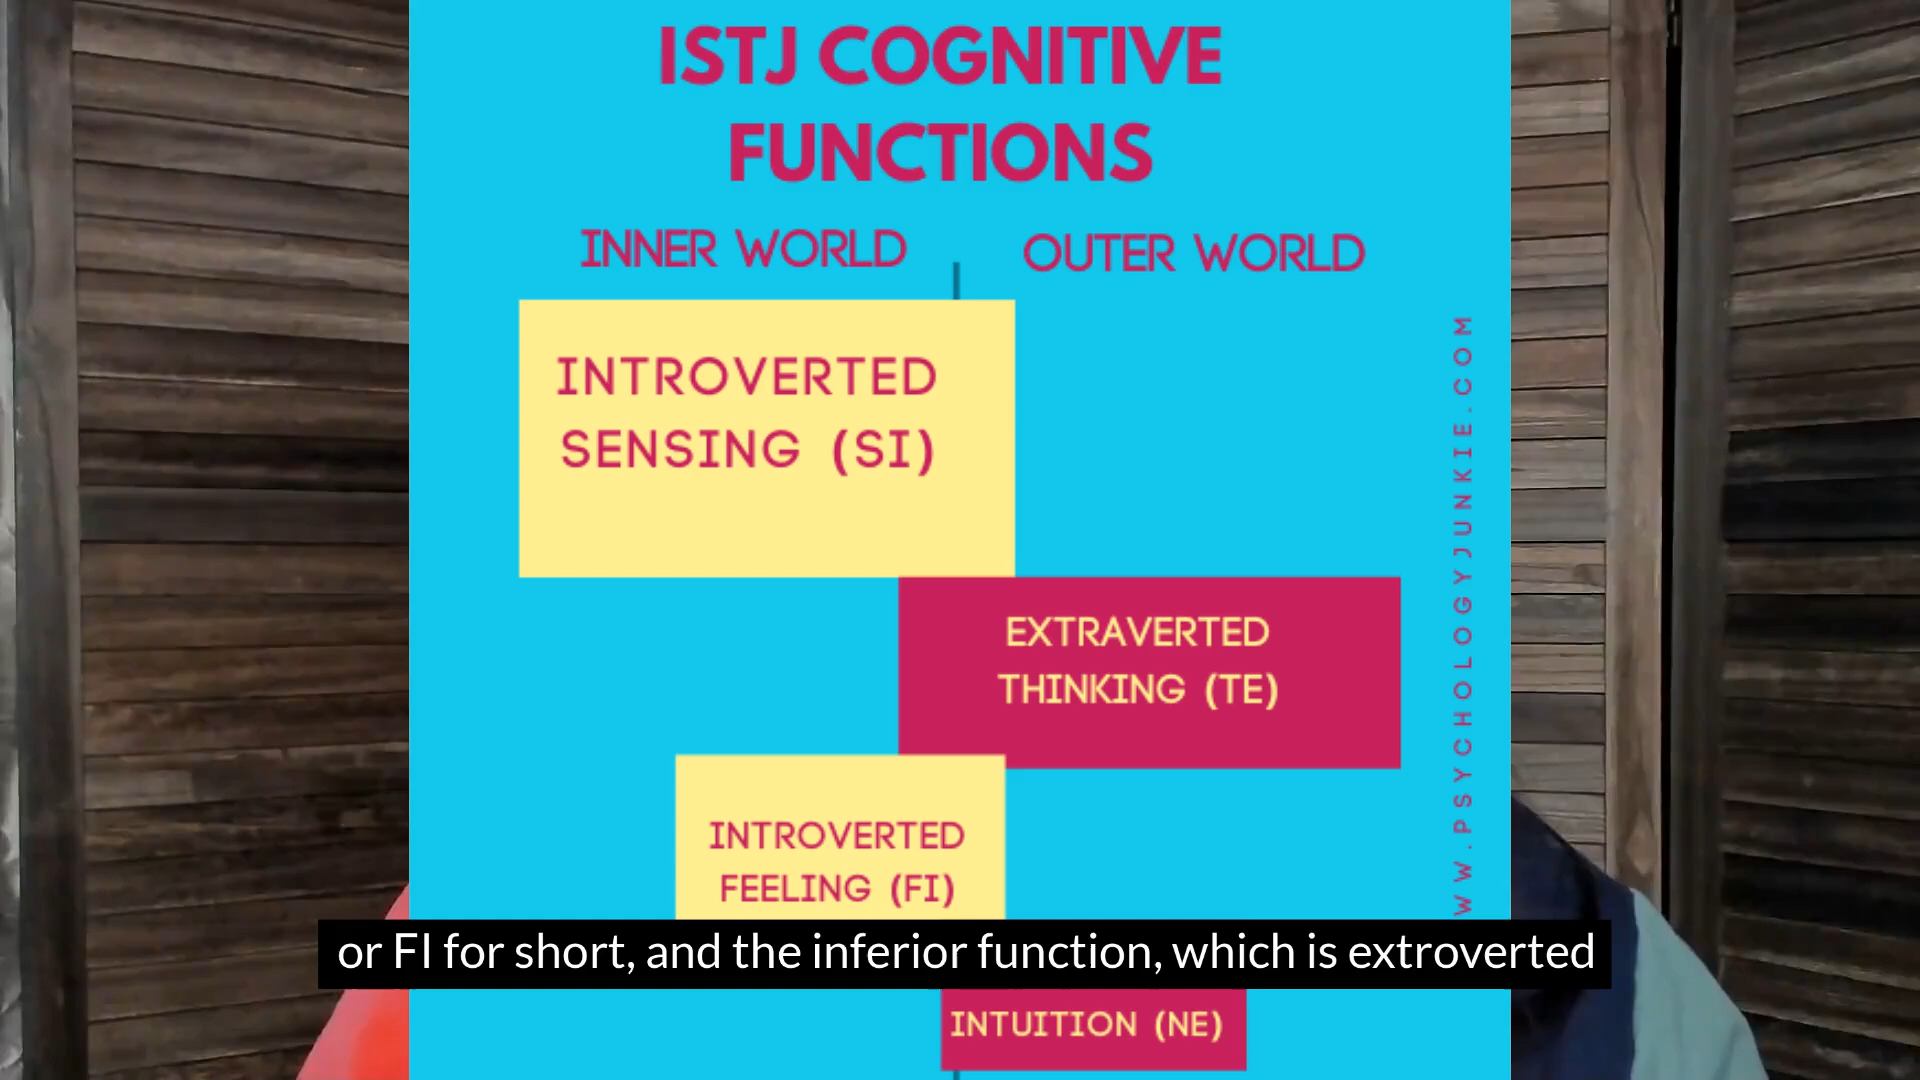 ISTJ COGNITIVE
FUNCTIONS
INNER WORLD
OUTER WORLD
INTROVERTED
SENSING (SI)
EXTRAVERTED
THINKING (TE)
INTROVERTED
FEELING (FI)
INTUITION (NE)
WW.PSYCHOLOGYJUNKIE.COM
or FI for short, and the inferior function, which is extroverted